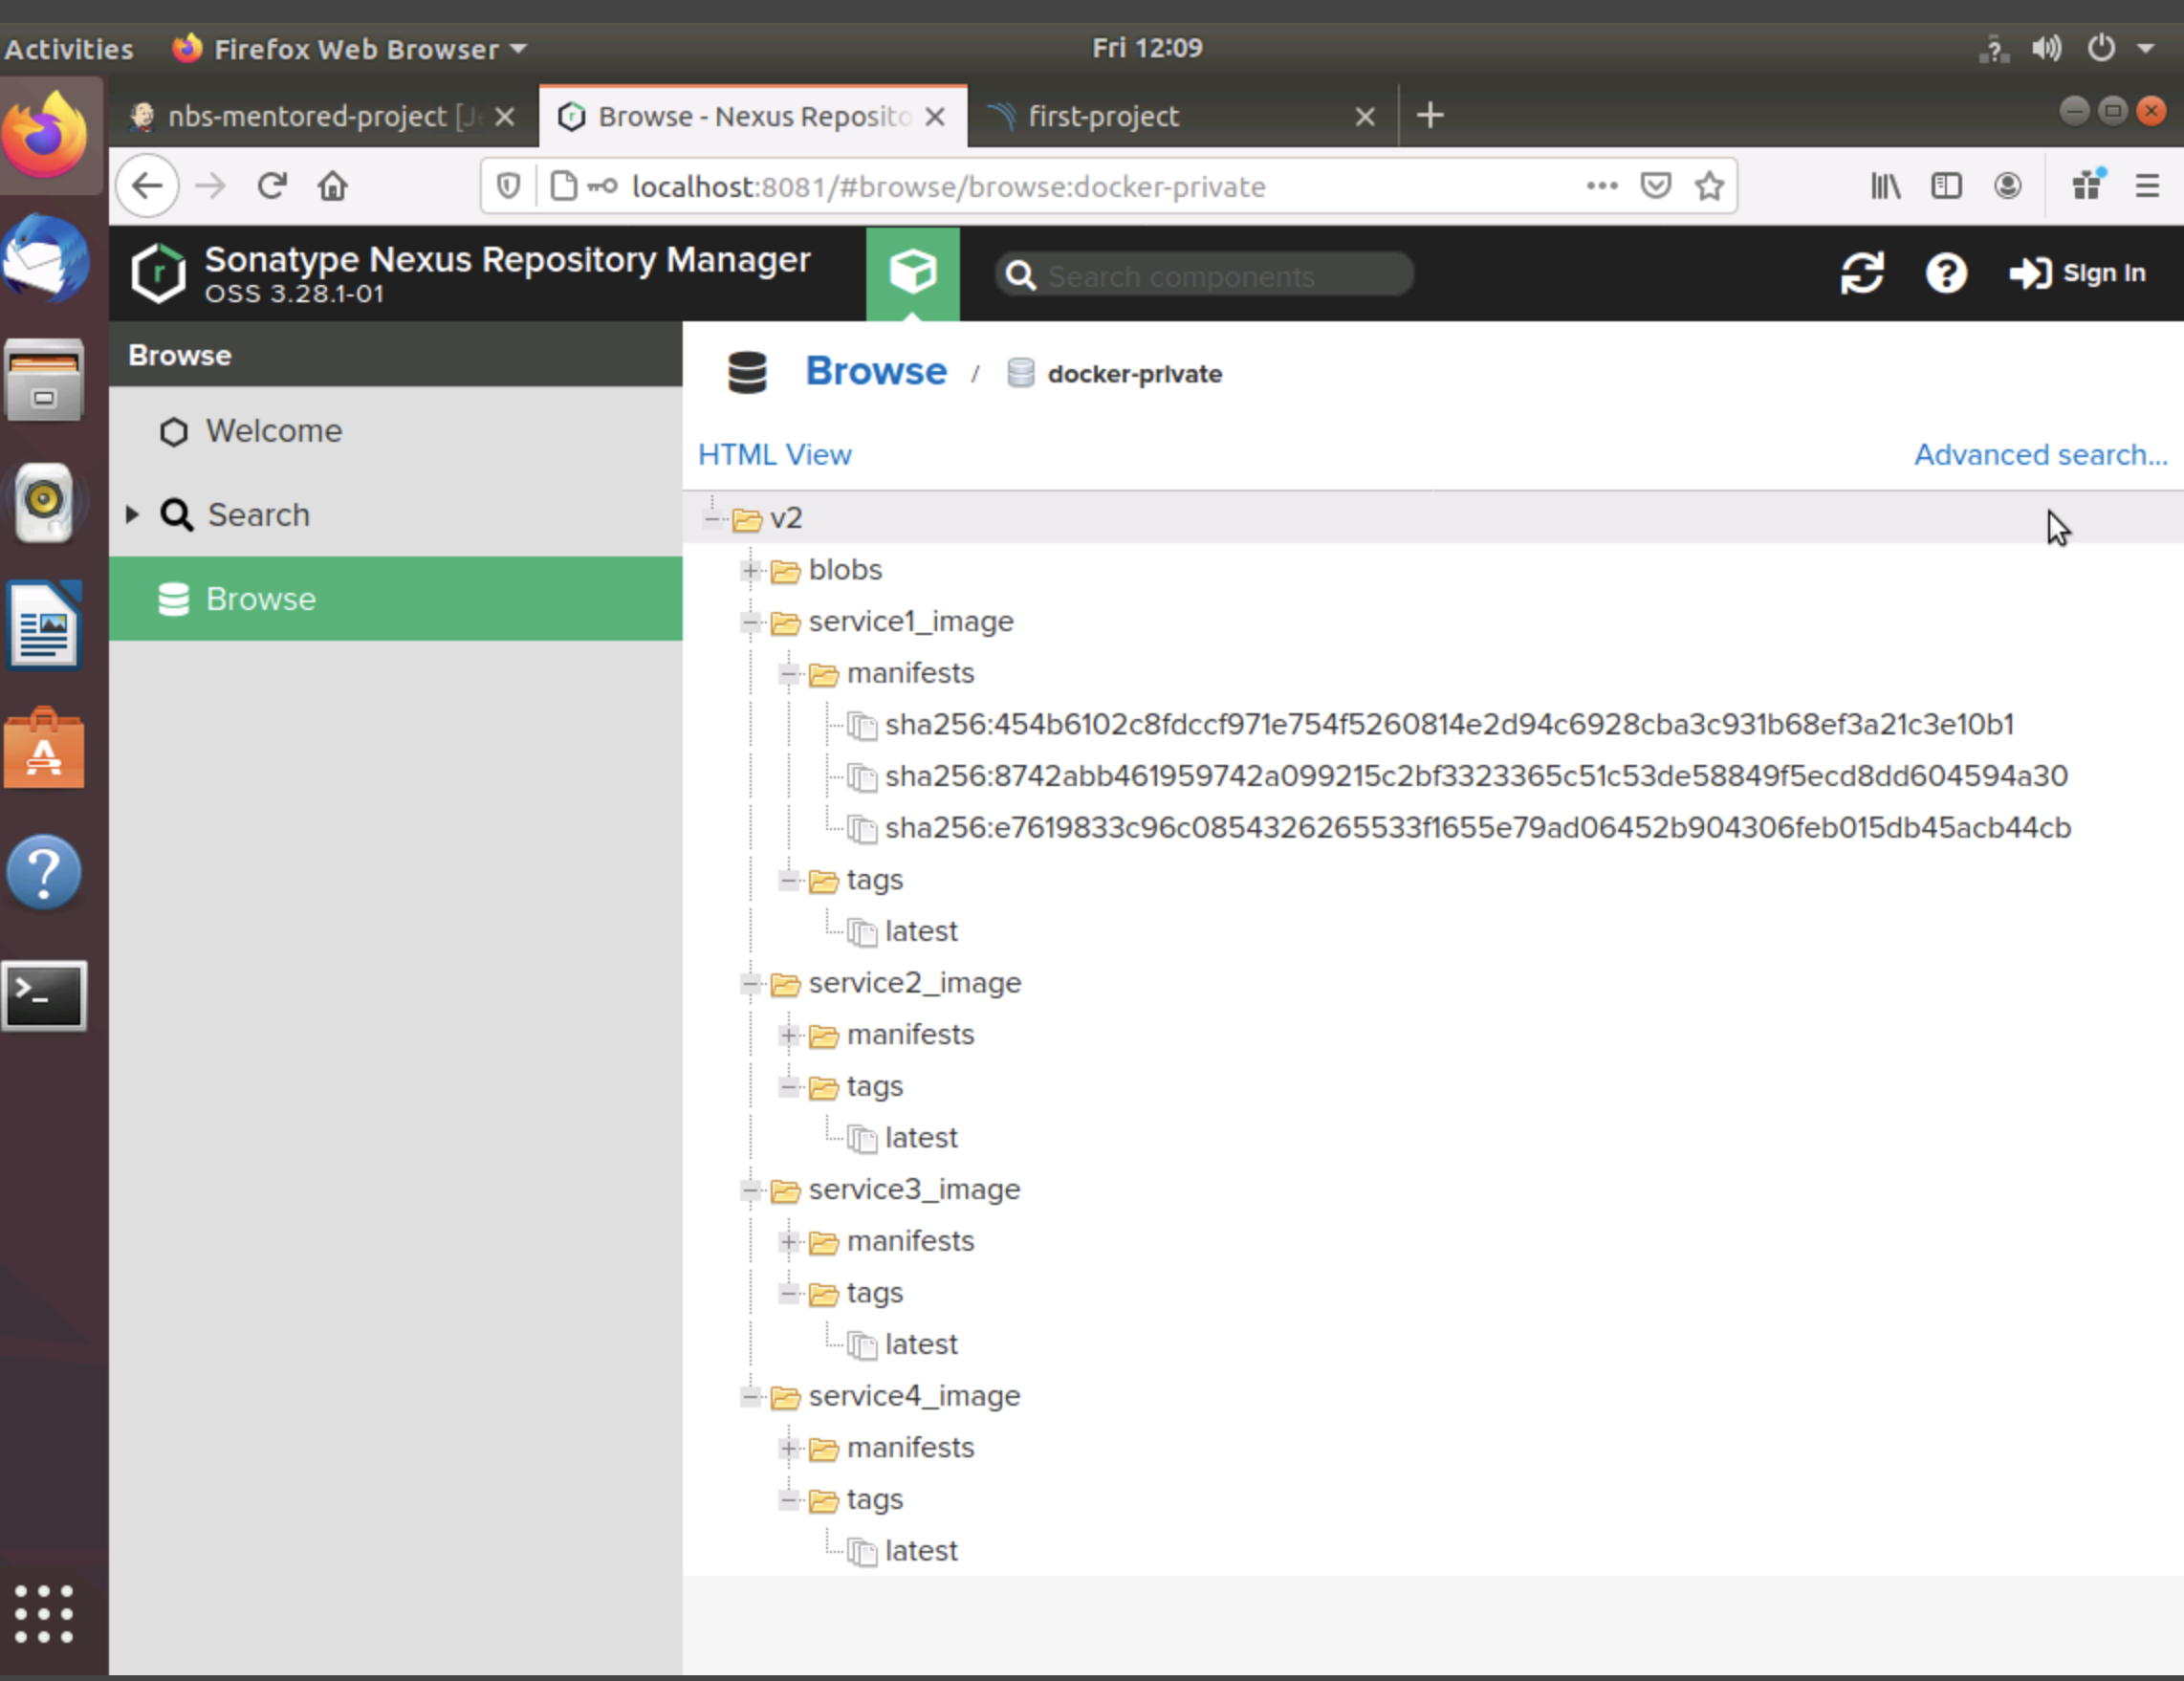 Activities Firefox Web Browser Fri 12:09
nbs-mentored-project [Je Browse - Nexus Reposito first-project
localhost:8081/#browse/browse:docker-private
Sonatype Nexus Repository Manager
OSS 3.28.1-01
Search components
Sign in
Browse
Welcome
Search
Browse
Browse / docker-private
HTML View Advanced search...
v2
blobs
service1_image
manifests
sha256:454b6102c8fdccf971e754f5260814e2d94c6928cba3c931b68ef3a21c3e10b1
sha256:8742abb461959742a099215c2bf3323365c51c53de58849f5ecd8dd604594a30
sha256:e7619833c96c0854326265533f1655e79ad06452b904306feb015db45acb44cb
tags
latest
service2_image
manifests
tags
latest
service3_image
manifests
tags
latest
service4_image
manifests
tags
latest